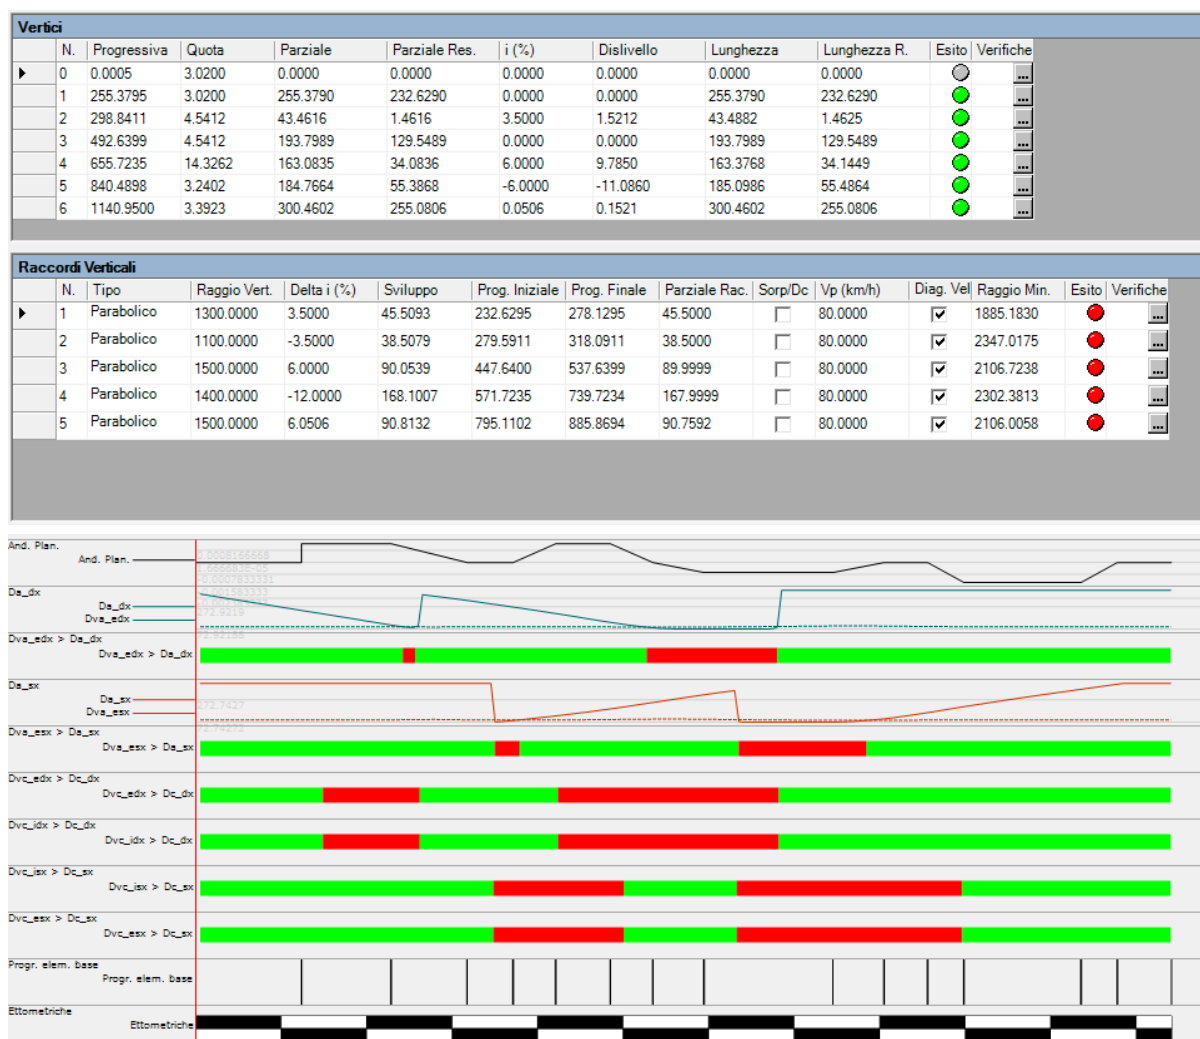 Vertici
N. Progressiva Quota Parziale Parziale Res. i (%) Dislivello Lunghezza Lunghezza R. Esito Verifiche
0 0.0005 3.0200 0.0000 0.0000 0.0000 0.0000 0.0000 0.0000 ...
1 255.3795 3.0200 255.3790 232.6290 0.0000 0.0000 255.3790 232.6290 ...
2 298.8411 4.5412 43.4616 1.4616 3.5000 1.5212 43.4882 1.4625 ...
3 492.6399 4.5412 193.7989 129.5489 0.0000 0.0000 193.7989 129.5489 ...
4 655.7235 14.3262 163.0835 34.0836 6.0000 9.7850 163.3768 34.1449 ...
5 840.4898 3.2402 184.7664 55.3868 -6.0000 -11.0860 185.0986 55.4864 ...
6 1140.9500 3.3923 300.4602 255.0806 0.0506 0.1521 300.4602 255.0806 ...
Raccordi Verticali
N. Tipo Raggio Vert. Delta i (%) Sviluppo Prog. Iniziale Prog. Finale Parziale Rac. Sorp/Dc Vp (km/h) Diag. Vel Raggio Min. Esito Verifiche
1 Parabolico 1300.0000 3.5000 45.5093 232.6295 278.1295 45.5000 80.0000 1885.1830 ...
2 Parabolico 1100.0000 -3.5000 38.5079 279.5911 318.0911 38.5000 80.0000 2347.0175 ...
3 Parabolico 1500.0000 6.0000 90.0539 447.6400 537.6399 89.9999 80.0000 2106.7238 ...
4 Parabolico 1400.0000 -12.0000 168.1007 571.7235 739.7234 167.9999 80.0000 2302.3813 ...
5 Parabolico 1500.0000 6.0506 90.8132 795.1102 885.8694 90.7592 80.0000 2106.0058 ...
And. Plan.
And. Plan.
0.0008166668
-0.0007833331
Da_dx
Da_dx
272.9219
Dva_edx
72.92188
Dva_edx > Da_dx
Dva_edx > Da_dx
Da_sx
Da_sx
272.7427
Dva_esx
72.74272
Dva_esx > Da_sx
Dva_esx > Da_sx
Dvc_edx > Dc_dx
Dvc_edx > Dc_dx
Dvc_idx > Dc_dx
Dvc_idx > Dc_dx
Dvc_isx > Dc_sx
Dvc_isx > Dc_sx
Dvc_esx > Dc_sx
Dvc_esx > Dc_sx
Progr. elem. base
Progr. elem. base
Ettometriche
Ettometriche